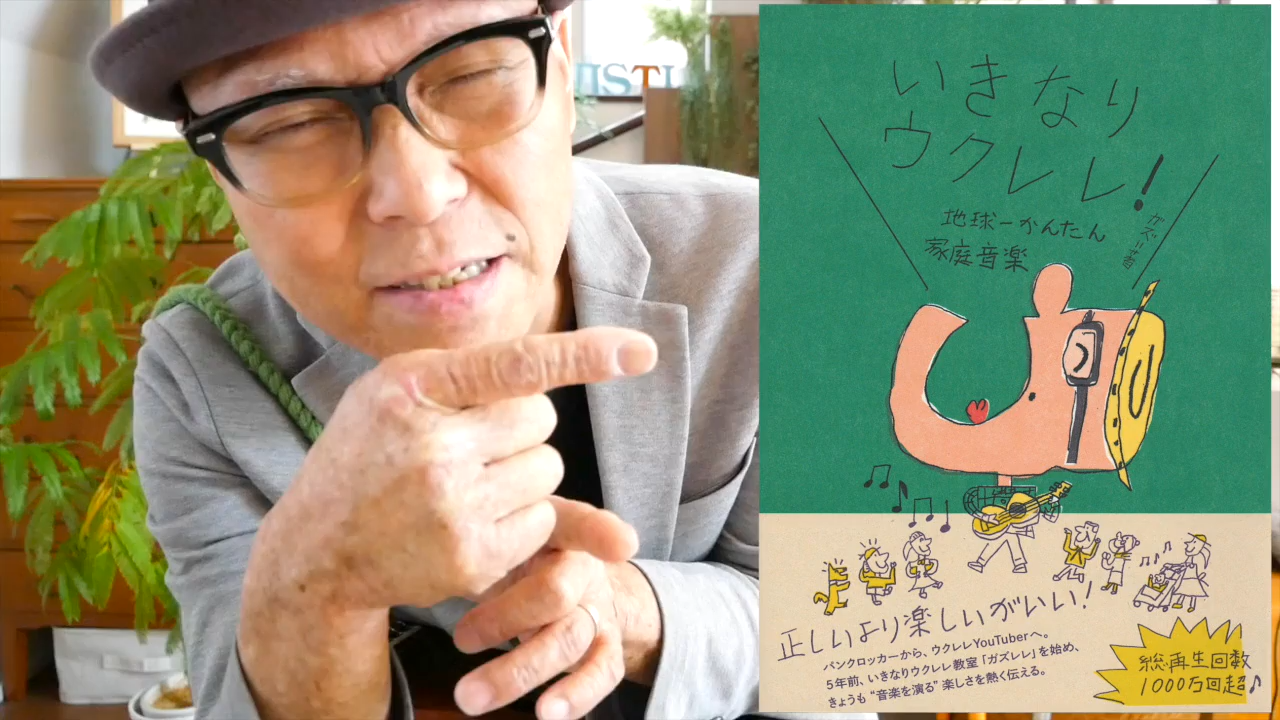 いきなり
ウクレレ!
地球一かんたん
家庭音楽
ガズ!!著
正しいより楽しいがいい!
パンクロッカーから、ウクレレYouTuberへ。
5年前、いきなりウクレレ教室「ガズレレ」を始め、
きょうも“音楽を演る”楽しさを熱く伝える。
総再生回数
1000万回超♪